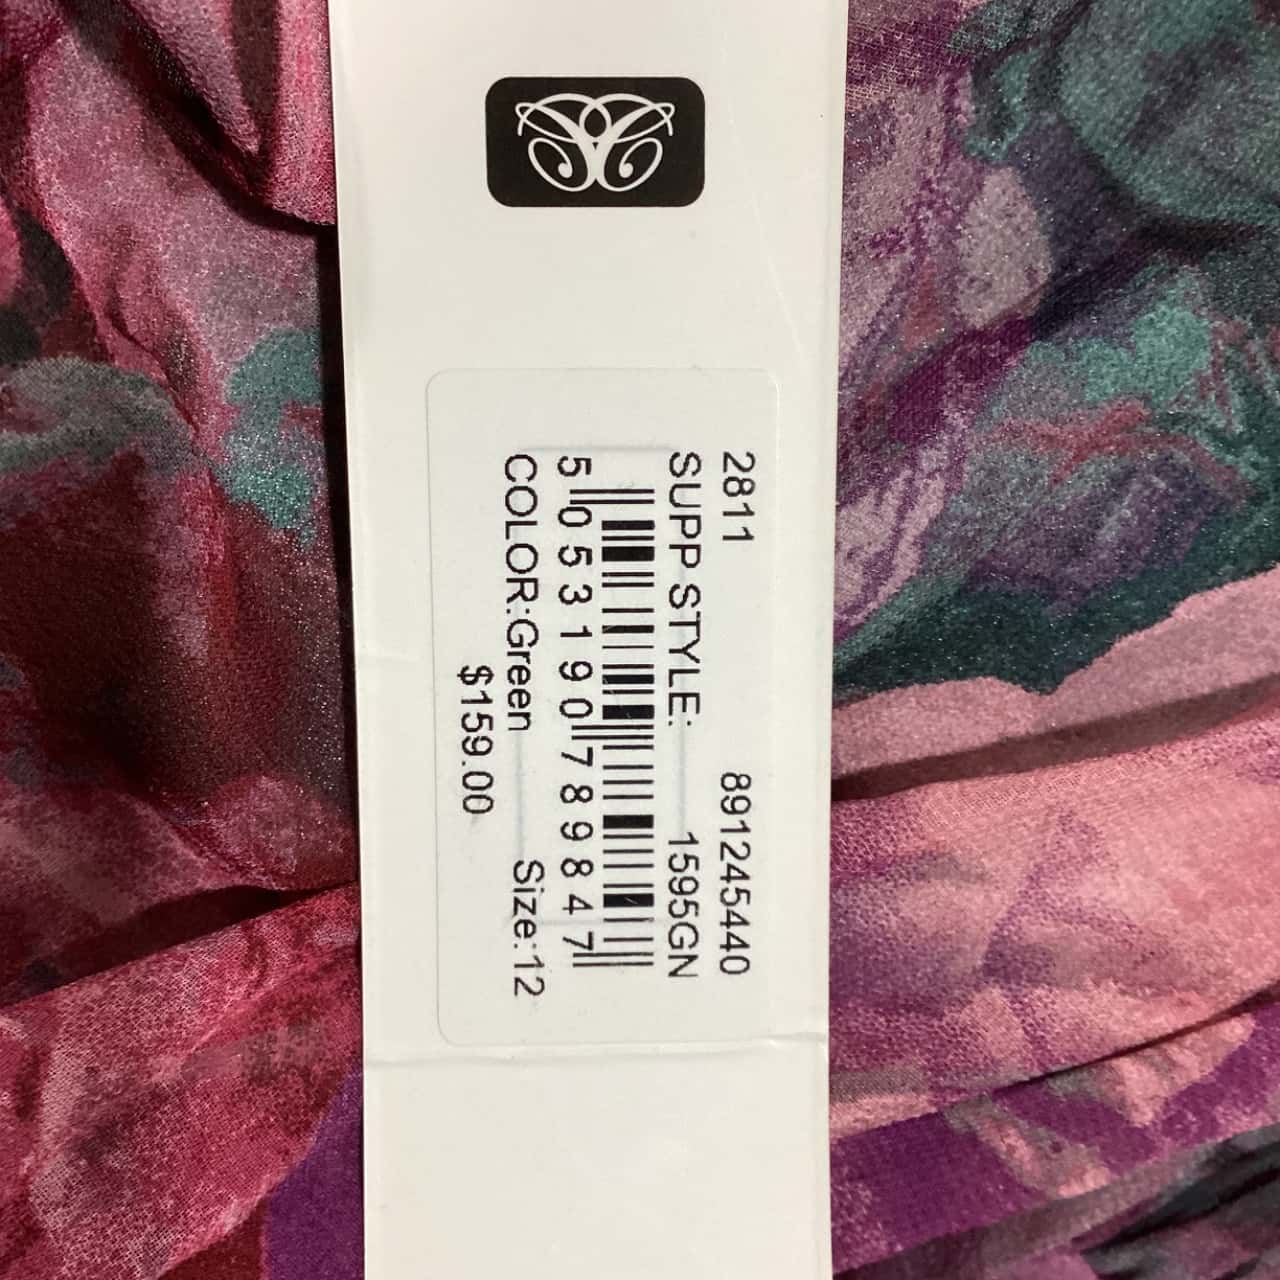 2811 891245440
SUPP STYLE: 1595GN
5 053190 789847
COLOR:Green Size:12
$159.00